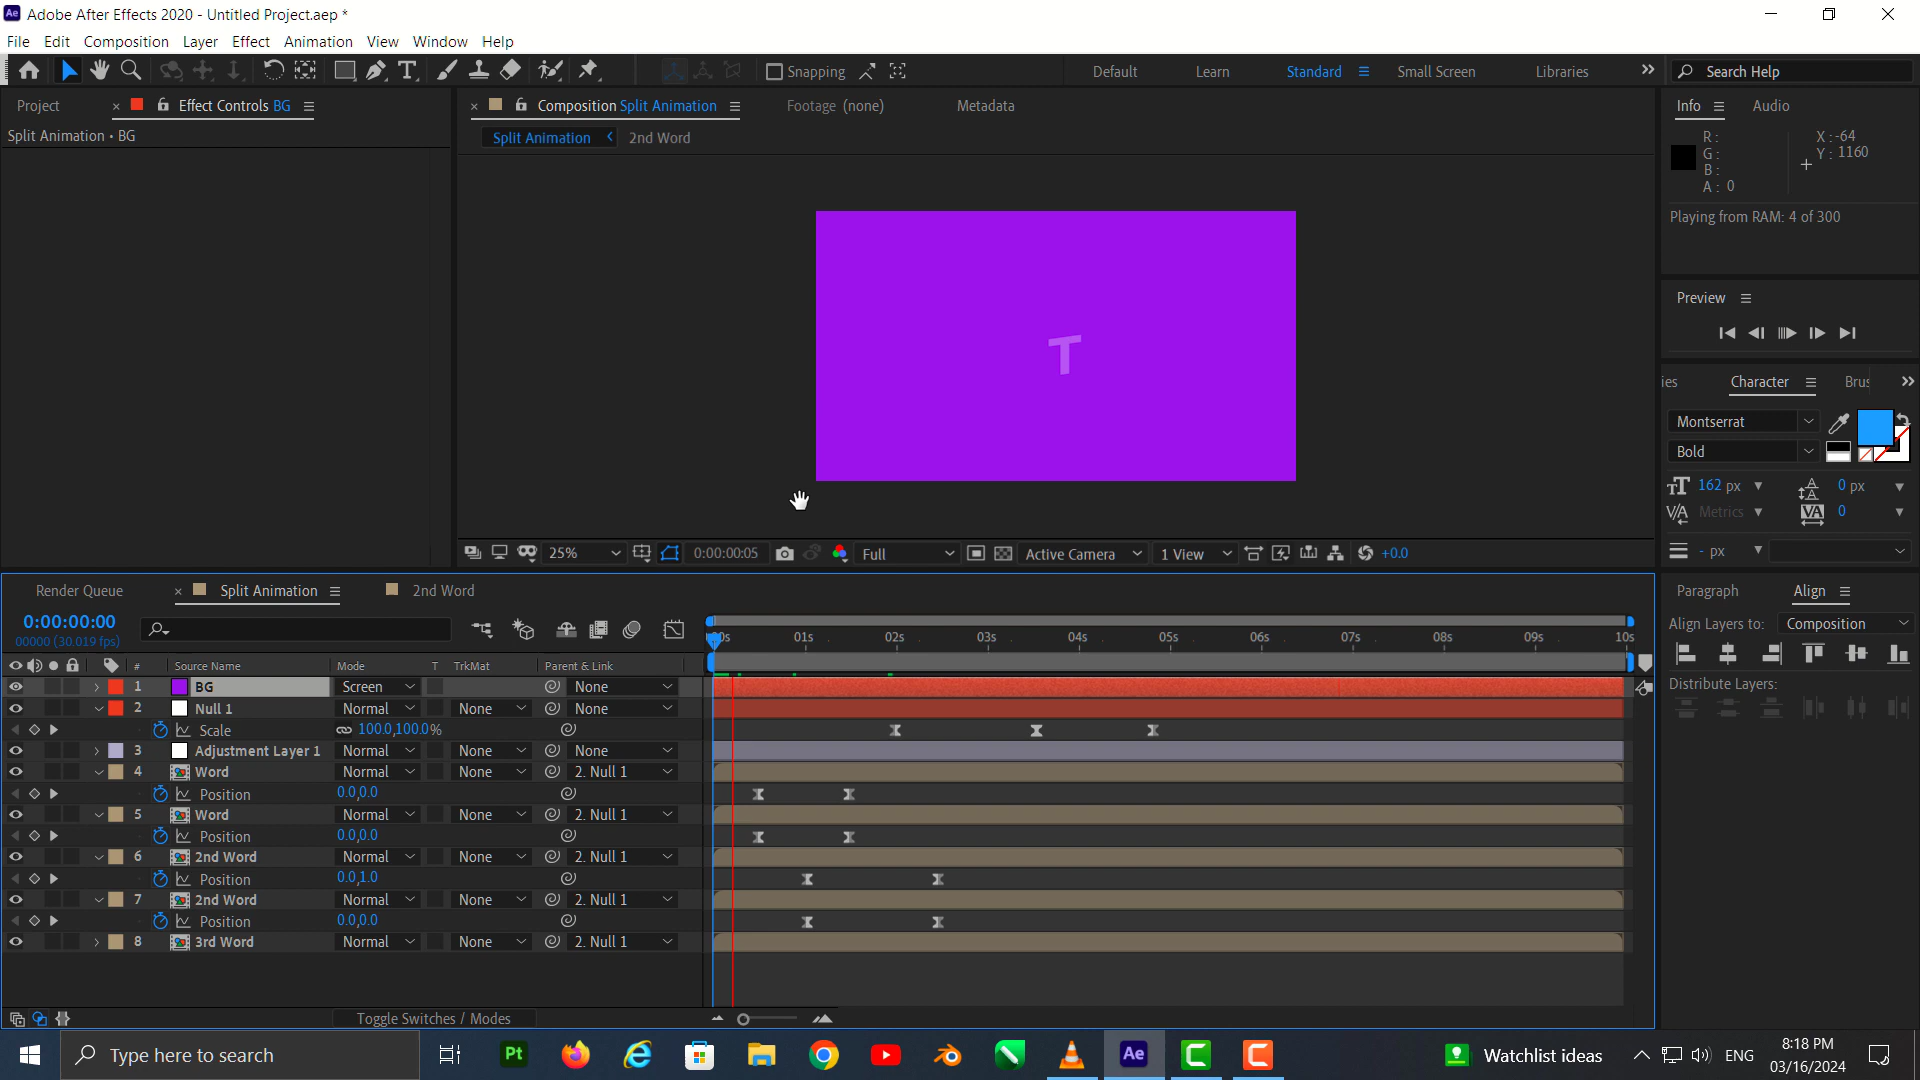 Adobe After Effects 2020 - Untitled Project.aep *
File Edit Composition Layer Effect Animation View Window Help
Snapping Default Learn Standard Small Screen Libraries Search Help
Project × Effect Controls BG × Composition Split Animation Footage (none) Metadata Info Audio
Split Animation • BG
Split Animation 2nd Word
R :
G :
B :
A : 0
X : -64
Y : 1160
Playing from RAM: 4 of 300
T
Preview
ies Character Brus
Montserrat
Bold
162 px 0 px
Metrics 0
- px
25% 0:00:00:05 Full Active Camera 1 View +0.0
Render Queue × Split Animation 2nd Word
Paragraph Align
0:00:00:00
00000 (30.019 fps)
Align Layers to: Composition
01s 02s 03s 04s 05s 06s 07s 08s 09s 10s
# Source Name Mode T TrkMat Parent & Link
Distribute Layers:
1 BG Screen None
2 Null 1 Normal None None
Scale 100.0,100.0%
3 Adjustment Layer 1 Normal None None
4 Word Normal None 2. Null 1
Position 0.0,0.0
5 Word Normal None 2. Null 1
Position 0.0,0.0
6 2nd Word Normal None 2. Null 1
Position 0.0,1.0
7 2nd Word Normal None 2. Null 1
Position 0.0,0.0
8 3rd Word Normal None 2. Null 1
Toggle Switches / Modes
Type here to search Pt Ae Watchlist ideas ENG
8:18 PM
03/16/2024